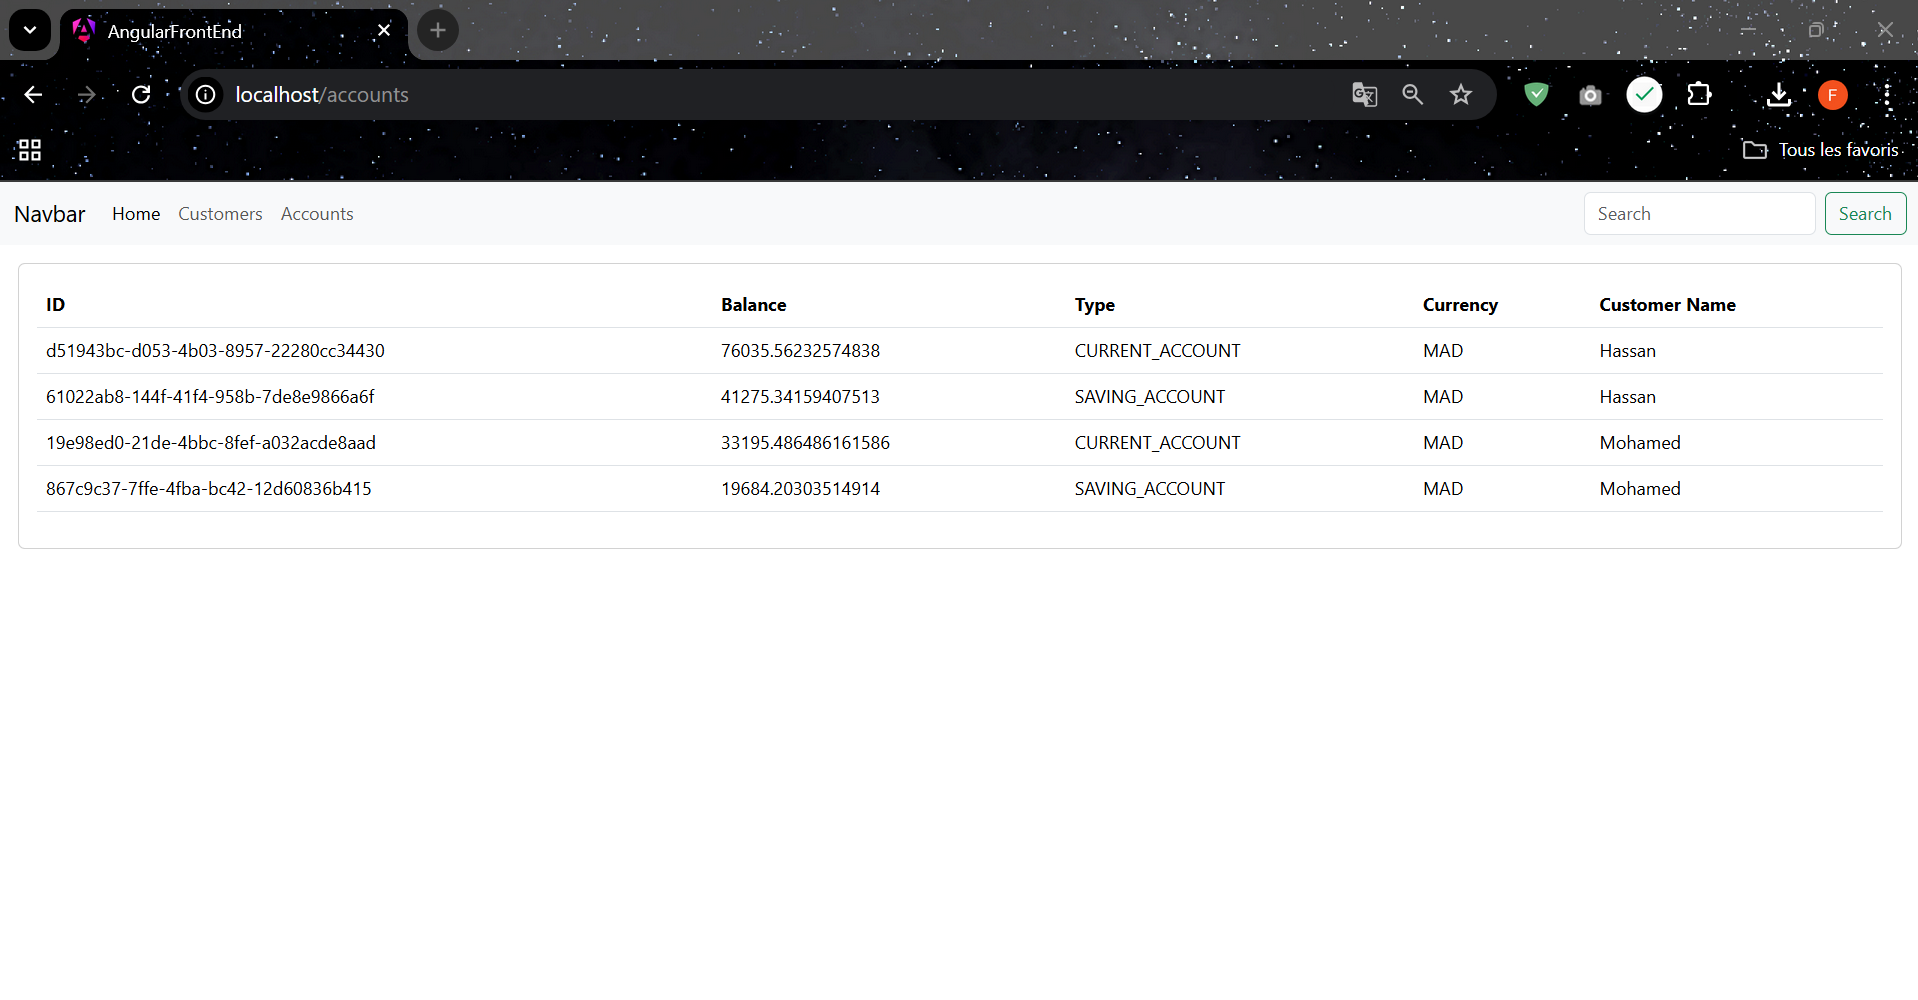 AngularFrontEnd
localhost/accounts
F
Tous les favoris
Navbar Home Customers Accounts Search Search
ID Balance Type Currency Customer Name
d51943bc-d053-4b03-8957-22280cc34430 76035.56232574838 CURRENT_ACCOUNT MAD Hassan
61022ab8-144f-41f4-958b-7de8e9866a6f 41275.34159407513 SAVING_ACCOUNT MAD Hassan
19e98ed0-21de-4bbc-8fef-a032acde8aad 33195.486486161586 CURRENT_ACCOUNT MAD Mohamed
867c9c37-7ffe-4fba-bc42-12d60836b415 19684.20303514914 SAVING_ACCOUNT MAD Mohamed